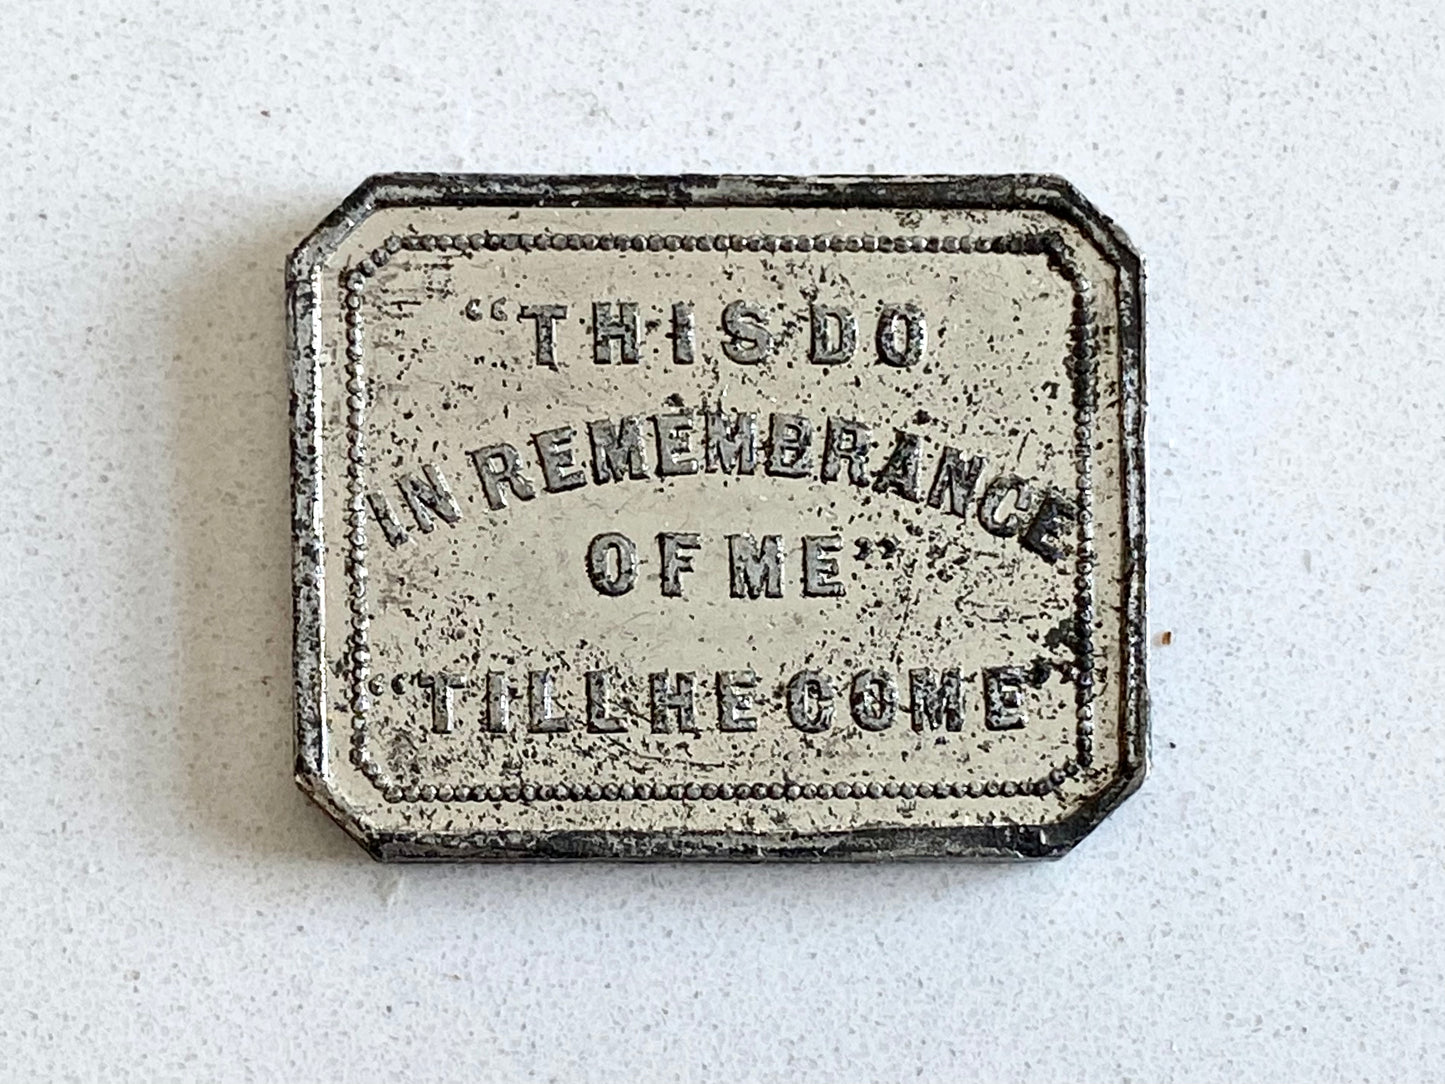 “THIS DO
IN REMEMBRANCE
OF ME”
“TILL HE COME”